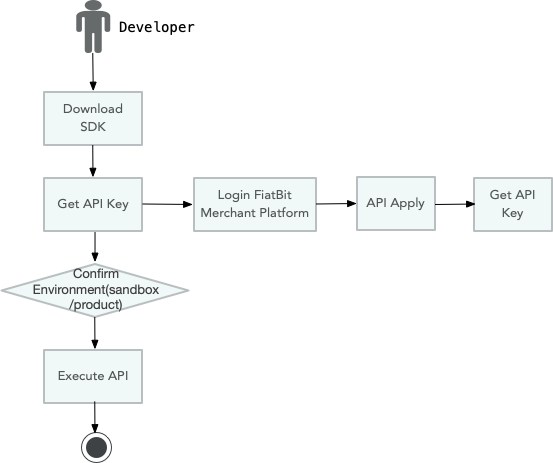 Developer
Download
SDK
Get API Key
Login FiatBit
Merchant Platform
API Apply
Get API
Key
Confirm
Environment(sandbox
/product)
Execute API